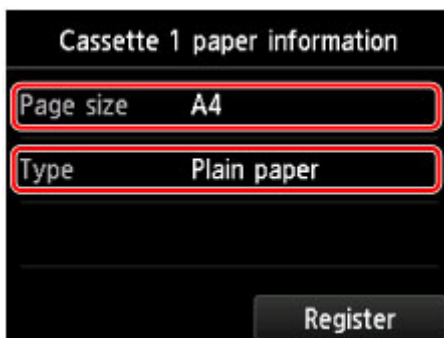 Cassette 1 paper information
Page size A4
Type Plain paper
Register